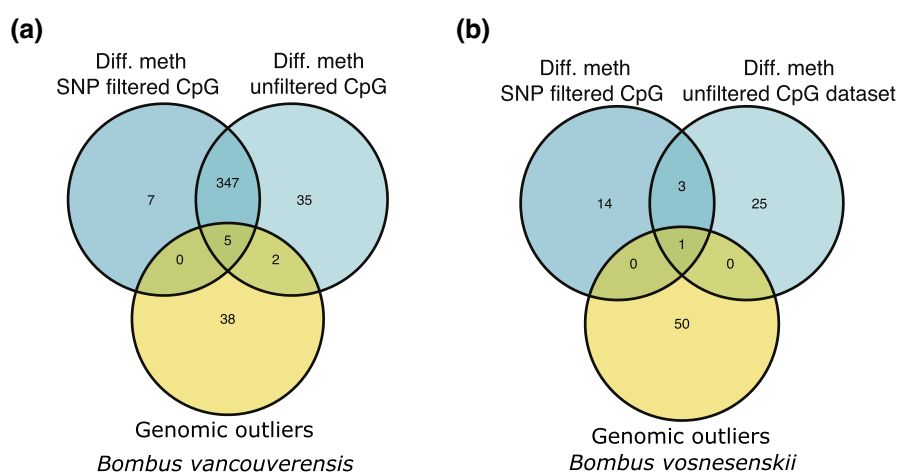 (a)
Diff. meth
SNP filtered CpG
Diff. meth
unfiltered CpG
7
347
35
5
0
2
38
Genomic outliers
Bombus vancouverensis
(b)
Diff. meth
SNP filtered CpG
Diff. meth
unfiltered CpG dataset
14
3
25
1
0
0
50
Genomic outliers
Bombus vosnesenskii